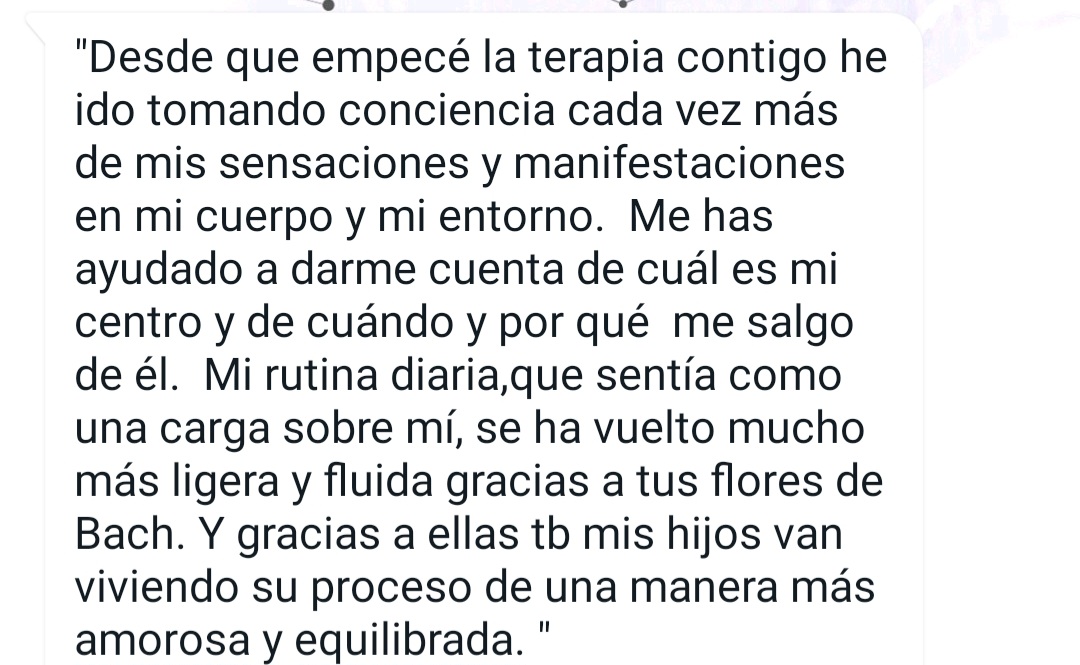 "Desde que empecé la terapia contigo he
ido tomando conciencia cada vez más
de mis sensaciones y manifestaciones
en mi cuerpo y mi entorno.  Me has
ayudado a darme cuenta de cuál es mi
centro y de cuándo y por qué  me salgo
de él.  Mi rutina diaria,que sentía como
una carga sobre mí, se ha vuelto mucho
más ligera y fluida gracias a tus flores de
Bach. Y gracias a ellas tb mis hijos van
viviendo su proceso de una manera más
amorosa y equilibrada. "